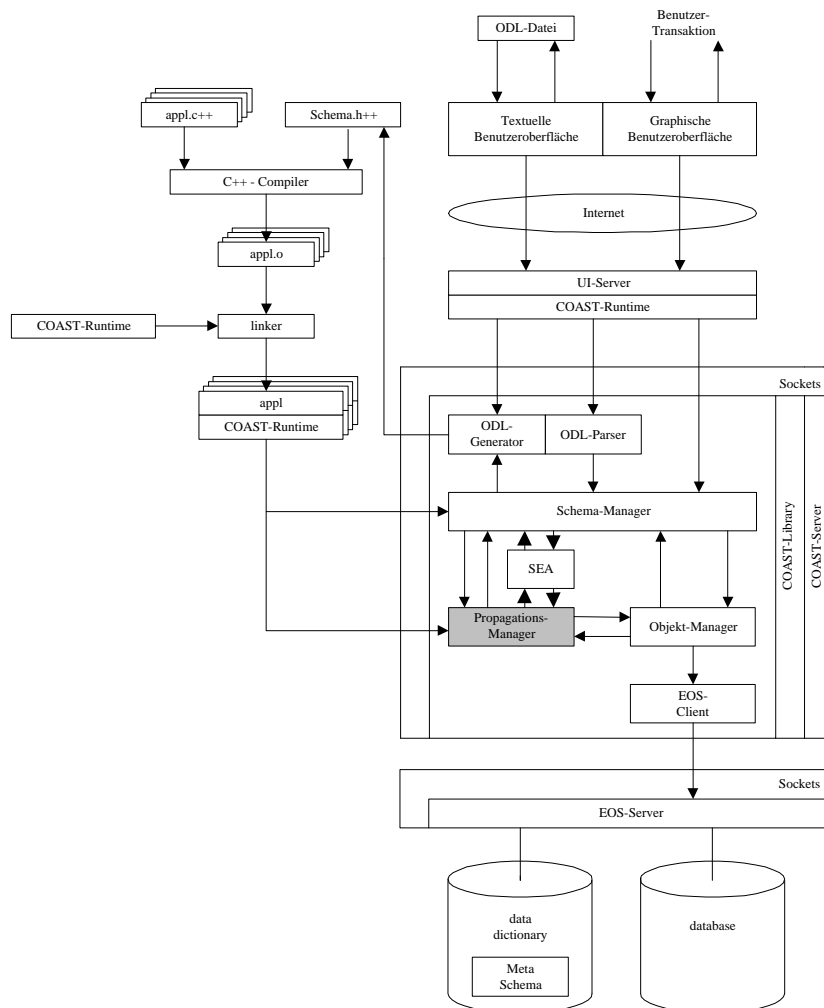 ODL-Datei
Benutzer-
Transaktion
appl.c++
Schema.h++
Textuelle
Benutzeroberfläche
Graphische
Benutzeroberfläche
C++ - Compiler
Internet
appl.o
UI-Server
COAST-Runtime
COAST-Runtime
linker
Sockets
appl
COAST-Runtime
ODL-
Generator
ODL-Parser
Schema-Manager
COAST-Library
COAST-Server
SEA
Propagations-
Manager
Objekt-Manager
EOS-
Client
Sockets
EOS-Server
data
dictionary
database
Meta
Schema